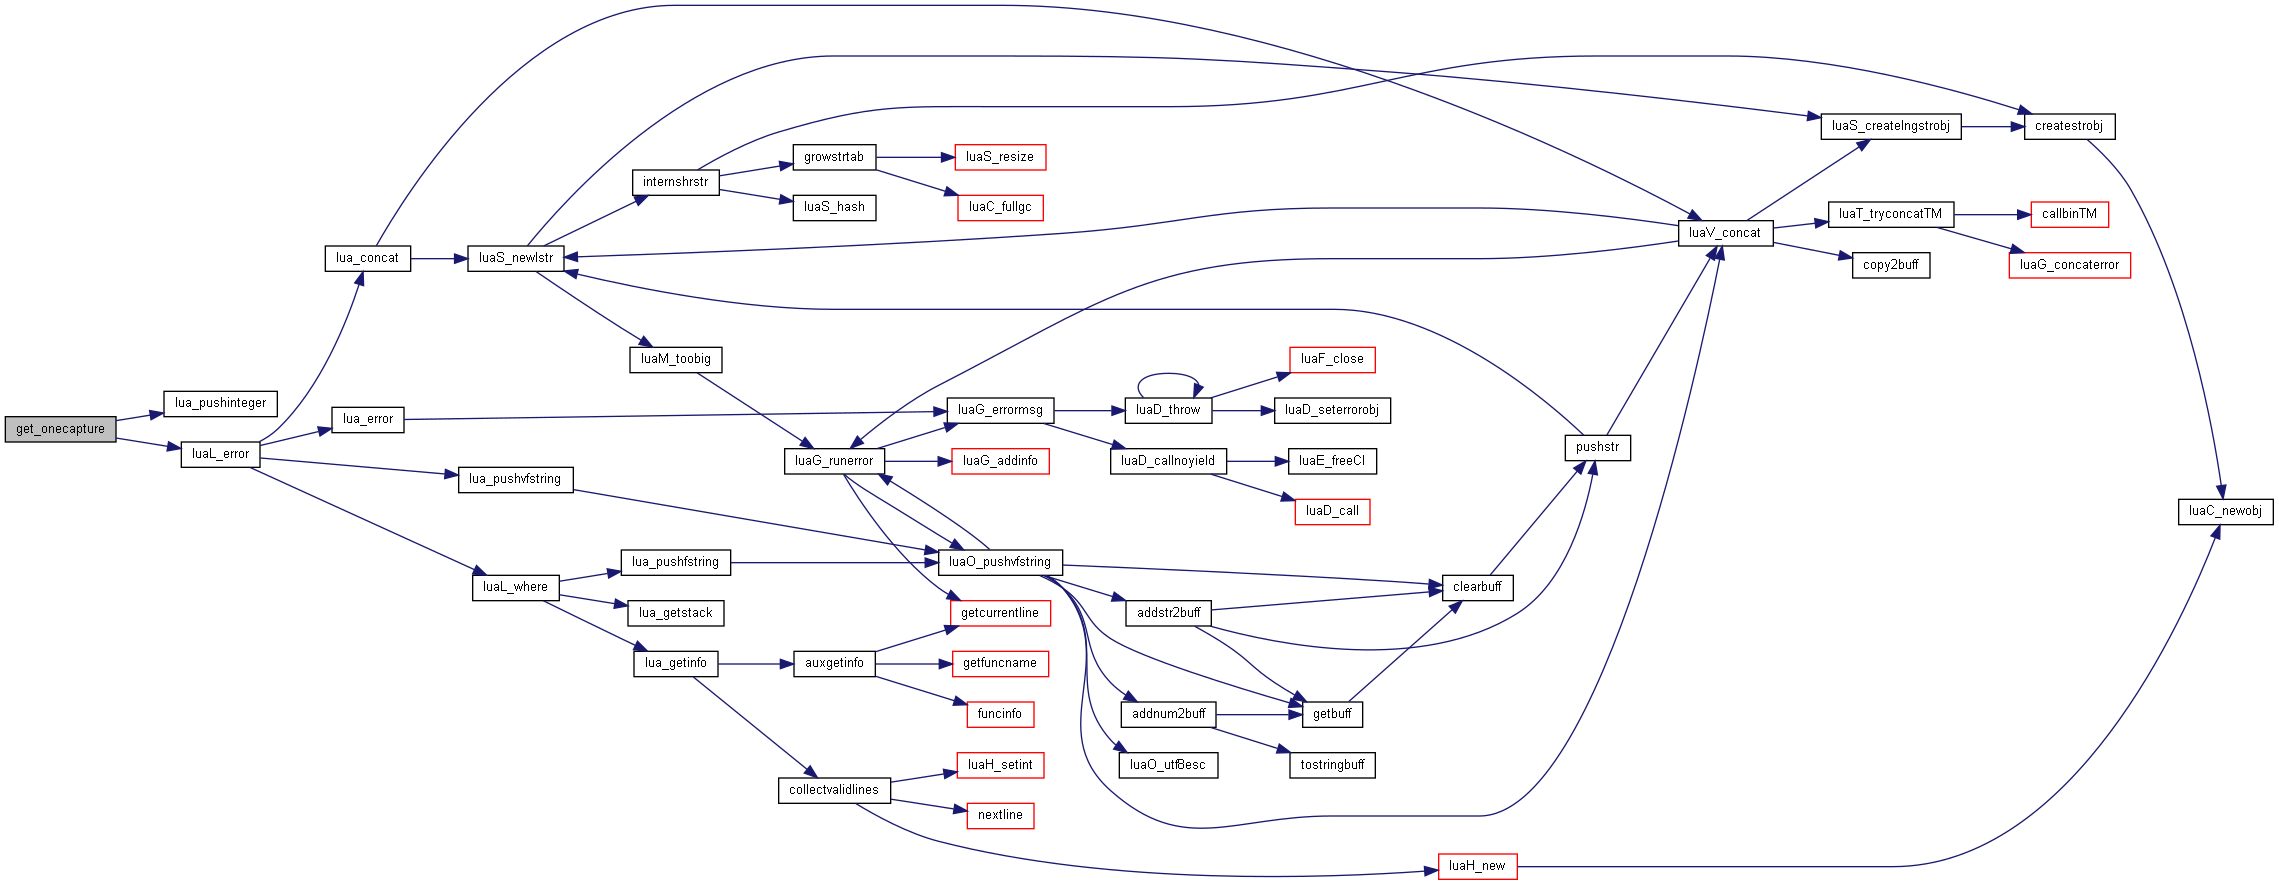 get_onecapture
lua_pushinteger
luaL_error
lua_concat
lua_error
lua_pushvfstring
luaL_where
luaS_newlstr
internshrstr
luaM_toobig
lua_pushfstring
lua_getstack
lua_getinfo
growstrtab
luaS_hash
luaG_runerror
auxgetinfo
collectvalidlines
luaS_resize
luaC_fullgc
luaG_errormsg
luaG_addinfo
luaO_pushvfstring
getcurrentline
getfuncname
funcinfo
luaH_setint
nextline
luaD_throw
luaD_callnoyield
addstr2buff
addnum2buff
luaO_utf8esc
luaF_close
luaD_seterrorobj
luaE_freeCI
luaD_call
getbuff
tostringbuff
clearbuff
luaH_new
pushstr
luaV_concat
luaS_createlngstrobj
luaT_tryconcatTM
copy2buff
createstrobj
callbinTM
luaG_concaterror
luaC_newobj